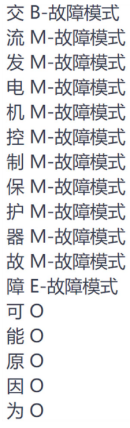 交 B-故障模式
流 M-故障模式
发 M-故障模式
电 M-故障模式
机 M-故障模式
控 M-故障模式
制 M-故障模式
保 M-故障模式
护 M-故障模式
器 M-故障模式
故 M-故障模式
障 E-故障模式
可 O
能 O
原 O
因 O
为 O